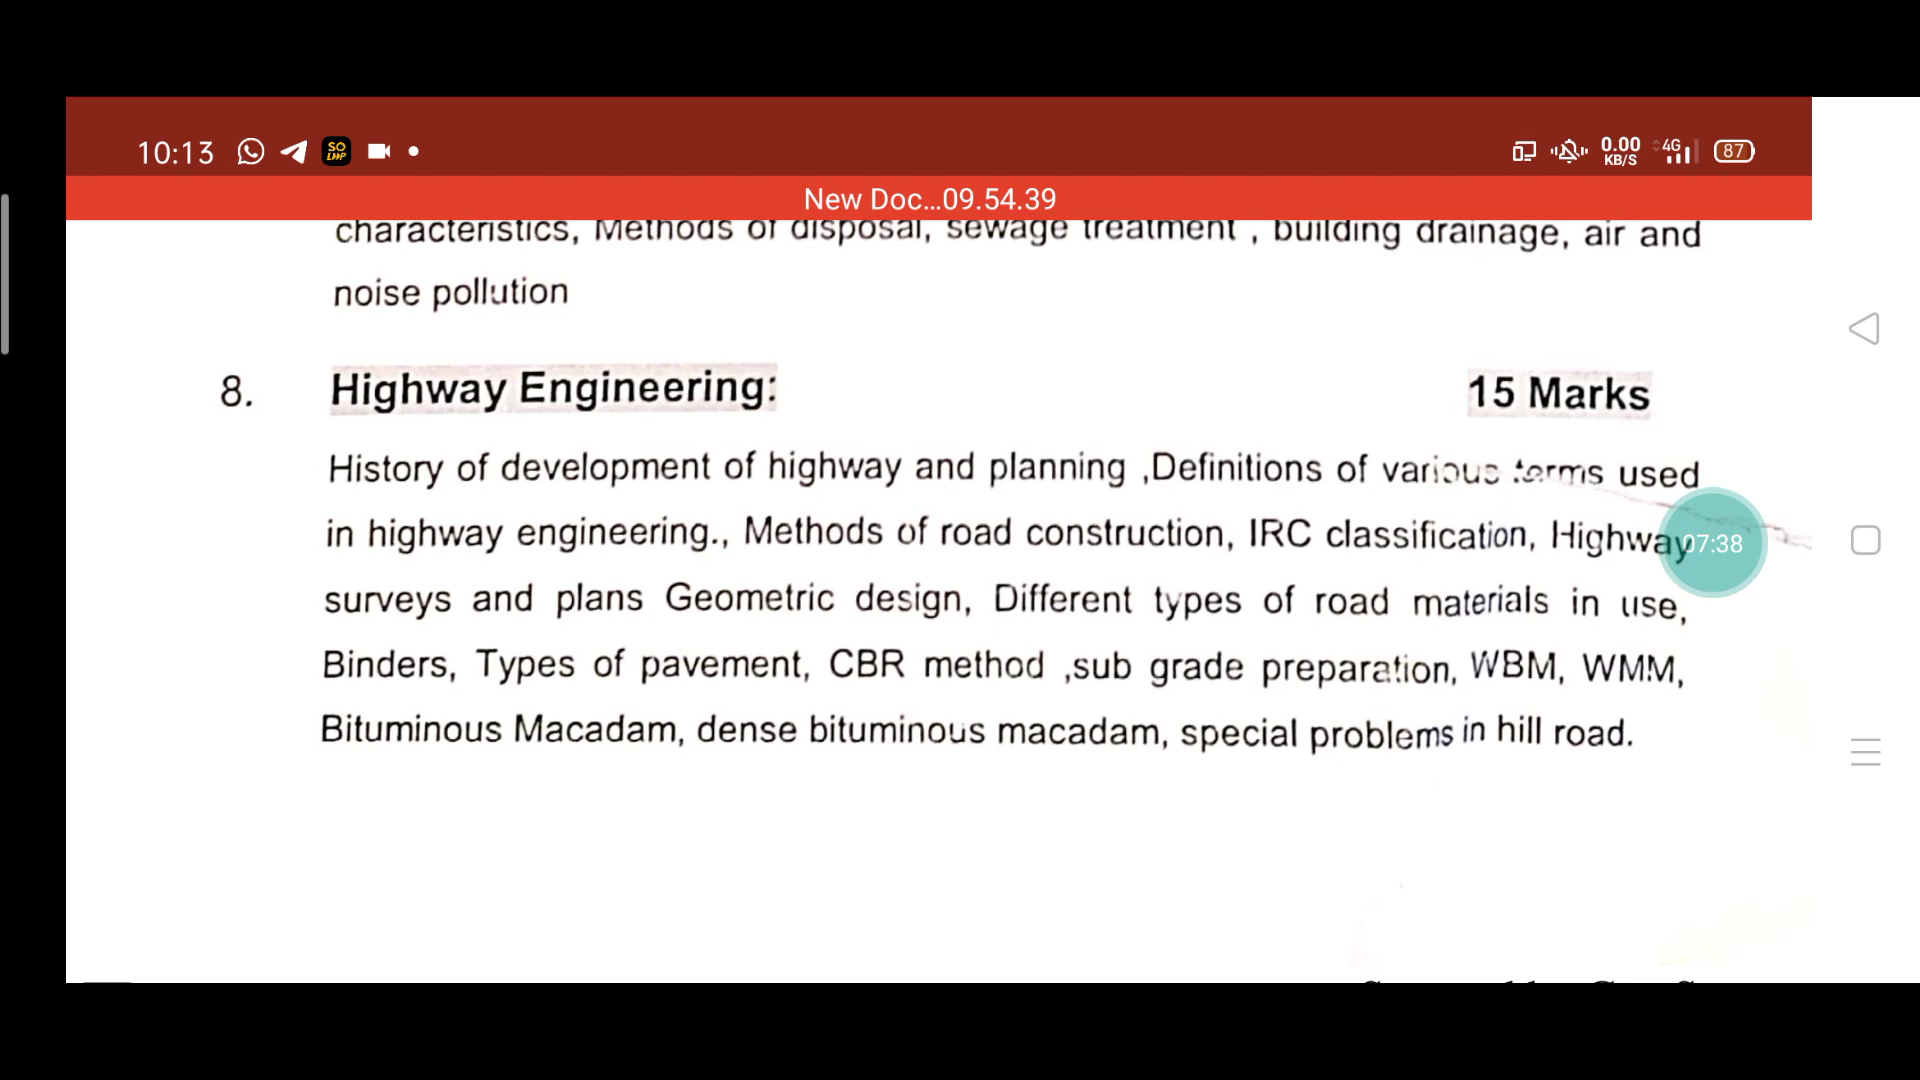 10:13 SO LMP 0.00 KB/S 4G 87
New Doc...09.54.39
characteristics, Methods of disposal, sewage treatment , building drainage, air and
noise pollution
8. Highway Engineering: 15 Marks
History of development of highway and planning ,Definitions of various terms used
in highway engineering., Methods of road construction, IRC classification, Highway
07:38
surveys and plans Geometric design, Different types of road materials in use,
Binders, Types of pavement, CBR method ,sub grade preparation, WBM, WMM,
Bituminous Macadam, dense bituminous macadam, special problems in hill road.